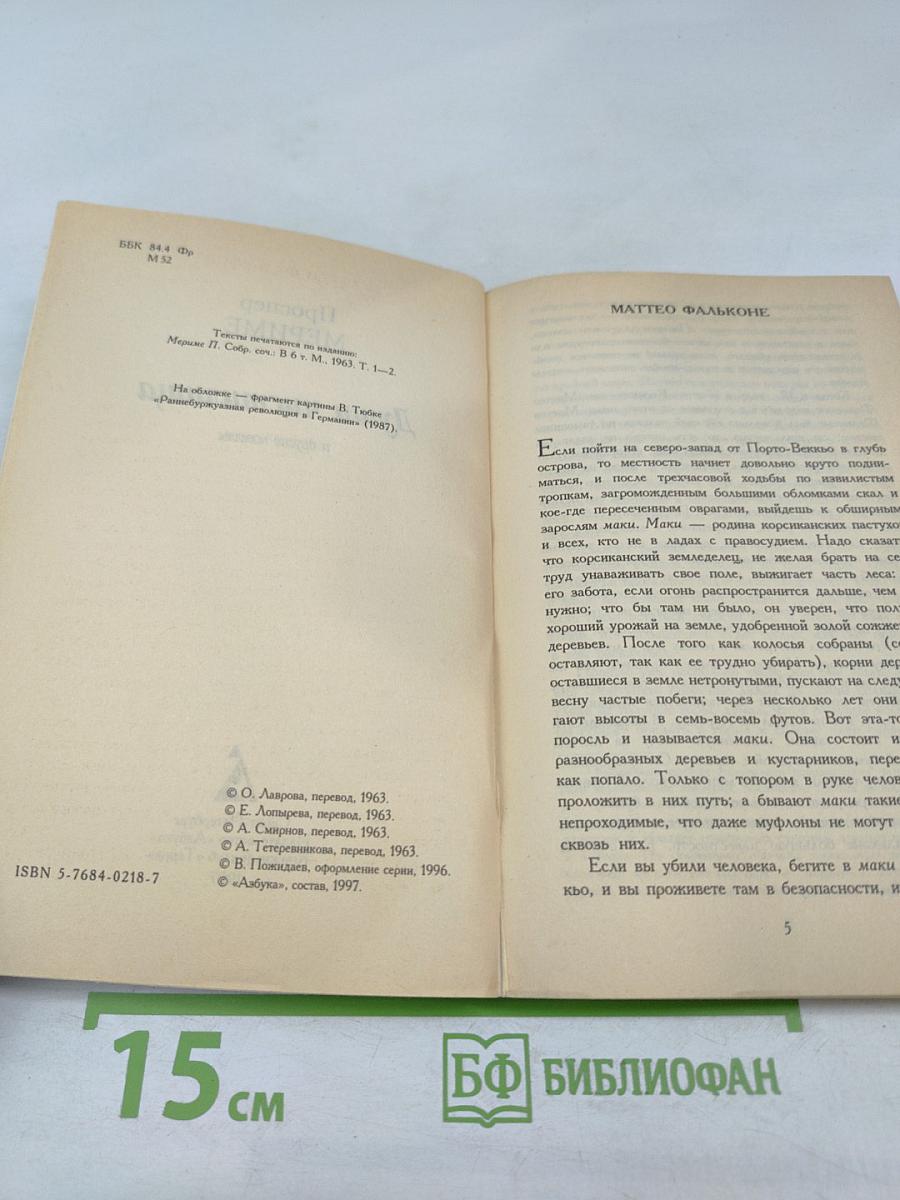 ББК 84.4 Фр
М 52
Тексты печатаются по изданию:
Мериме П. Собр. соч.: В 6 т. М., 1963. Т. 1—2.
На обложке — фрагмент картины В. Тюбке
«Раннебуржуазная революция в Германии» (1987).
© О. Лаврова, перевод, 1963.
© Е. Лопырева, перевод, 1963.
© А. Смирнов, перевод, 1963.
© А. Тетеревникова, перевод, 1963.
© В. Пожидаев, оформление серии, 1996.
© «Азбука», состав, 1997.
ISBN 5-7684-0218-7
МАТТЕО ФАЛЬКОНЕ
Если пойти на северо-запад от Порто-Веккьо в глубь
острова, то местность начнет довольно круто подни-
маться, и после трехчасовой ходьбы по извилистым
тропкам, загроможденным большими обломками скал и
кое-где пересеченным оврагами, выйдешь к обширным
зарослям маки. Маки — родина корсиканских пастухо
и всех, кто не в ладах с правосудием. Надо сказат
что корсиканский земледелец, не желая брать на се
труд унаваживать свое поле, выжигает часть леса:
его забота, если огонь распространится дальше, чем
нужно; что бы там ни было, он уверен, что пол
хороший урожай на земле, удобренной золой сожже
деревьев. После того как колосья собраны (со
оставляют, так как ее трудно убирать), корни дер
оставшиеся в земле нетронутыми, пускают на след
весну частые побеги; через несколько лет они
гают высоты в семь-восемь футов. Вот эта-то
поросль и называется маки. Она состоит и
разнообразных деревьев и кустарников, пере
как попало. Только с топором в руке челов
проложить в них путь; а бывают маки такие
непроходимые, что даже муфлоны не могут
сквозь них.
Если вы убили человека, бегите в маки
кьо, и вы проживете там в безопасности, и
5
15 см
БФ БИБЛИОФАН